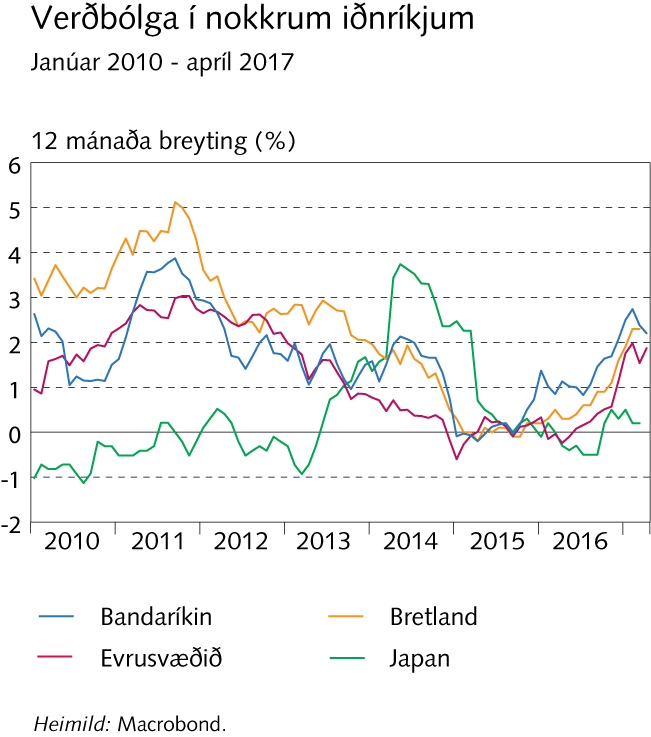 Verðbólga í nokkrum iðnríkjum
Janúar 2010 - apríl 2017
12 mánaða breyting (%)
6
5
4
3
2
1
0
-1
-2
2010 2011 2012 2013 2014 2015 2016
Bandaríkin Bretland
Evrusvæðið Japan
Heimild: Macrobond.